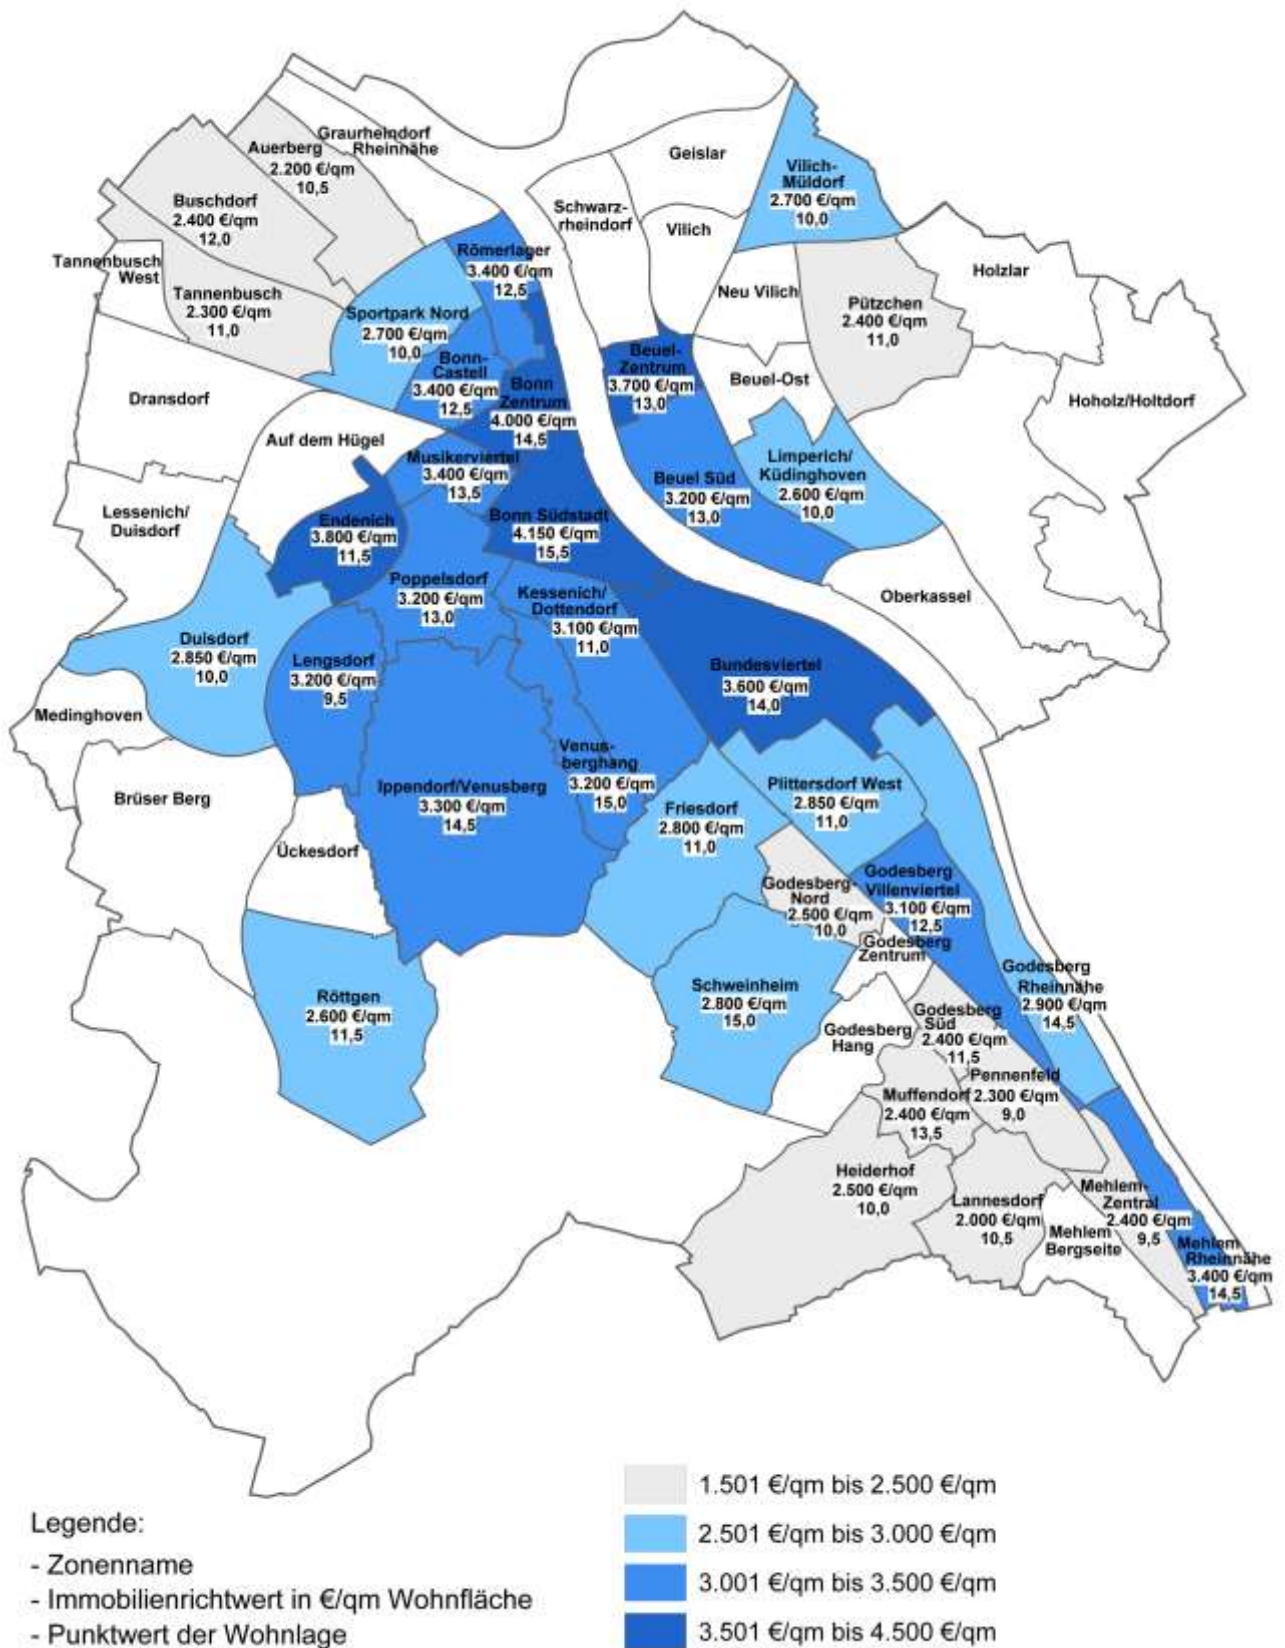 Graurheindorf
Rheinnähe
Auerberg
2.200 €/qm
10,5
Geislar
Vilich-
Müldorf
2.700 €/qm
10,0
Buschdorf
2.400 €/qm
12,0
Schwarz-
rheindorf
Vilich
Tannenbusch
West
Römerlager
3.400 €/qm
12,5
Holzlar
Neu Vilich
Tannenbusch
2.300 €/qm
11,0
Sportpark Nord
2.700 €/qm
10,0
Pützchen
2.400 €/qm
11,0
Bonn-
Castell
3.400 €/qm
12,5
Bonn
Zentrum
4.000 €/qm
14,5
Beuel-
Zentrum
3.700 €/qm
13,0
Beuel-Ost
Hoholz/Holtdorf
Dransdorf
Auf dem Hügel
Musikerviertel
3.400 €/qm
13,5
Beuel Süd
3.200 €/qm
13,0
Limperich/
Küdinghoven
2.600 €/qm
10,0
Lessenich/
Duisdorf
Endenich
3.800 €/qm
11,5
Bonn Südstadt
4.150 €/qm
15,5
Poppelsdorf
3.200 €/qm
13,0
Kessenich/
Dottendorf
3.100 €/qm
11,0
Oberkassel
Duisdorf
2.850 €/qm
10,0
Lengsdorf
3.200 €/qm
9,5
Bundesviertel
3.600 €/qm
14,0
Medinghoven
Venus-
berghang
3.200 €/qm
15,0
Brüser Berg
Ippendorf/Venusberg
3.300 €/qm
14,5
Plittersdorf West
2.850 €/qm
11,0
Friesdorf
2.800 €/qm
11,0
Ückesdorf
Godesberg-
Nord
2.500 €/qm
10,0
Godesberg
Villenviertel
3.100 €/qm
12,5
Godesberg
Zentrum
Godesberg
Rheinnähe
2.900 €/qm
14,5
Röttgen
2.600 €/qm
11,5
Schweinheim
2.800 €/qm
15,0
Godesberg
Hang
Godesberg
Süd
2.400 €/qm
11,5
Pennenfeld
2.300 €/qm
9,0
Muffendorf
2.400 €/qm
13,5
Heiderhof
2.500 €/qm
10,0
Lannesdorf
2.000 €/qm
10,5
Mehlem
Bergseite
Mehlem-
Zentral
2.400 €/qm
9,5
Mehlem
Rheinnähe
3.400 €/qm
14,5
Legende:
- Zonenname
- Immobilienrichtwert in €/qm Wohnfläche
- Punktwert der Wohnlage
1.501 €/qm bis 2.500 €/qm
2.501 €/qm bis 3.000 €/qm
3.001 €/qm bis 3.500 €/qm
3.501 €/qm bis 4.500 €/qm